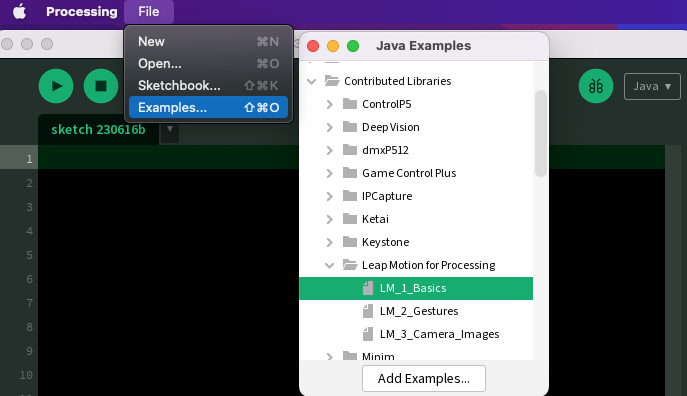 Processing File
New ⌘N
Open... ⌘O
Sketchbook... ⇧⌘K
Examples... ⇧⌘O
Java Examples
Java
sketch 230616b
Contributed Libraries
ControlP5
Deep Vision
dmxP512
Game Control Plus
IPCapture
Ketai
Keystone
Leap Motion for Processing
LM_1_Basics
LM_2_Gestures
LM_3_Camera_Images
Minim
Add Examples...
1
2
3
4
5
6
7
8
9
10